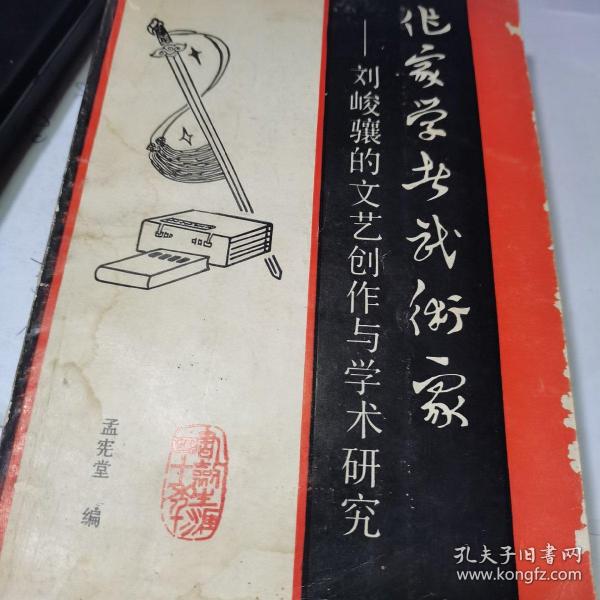 作家学者武術家
——刘峻骧的文艺创作与学术研究
孟宪堂 编
孔夫子旧书网
www.kongfz.com